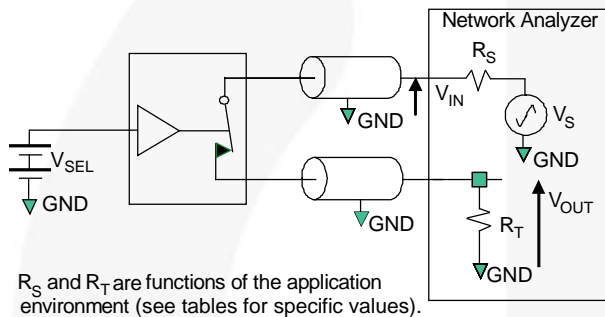 Network Analyzer
R_S
V_IN
V_S
GND
GND
V_SEL
GND
GND
V_OUT
R_T
GND
R_S and R_T are functions of the application
environment (see tables for specific values).